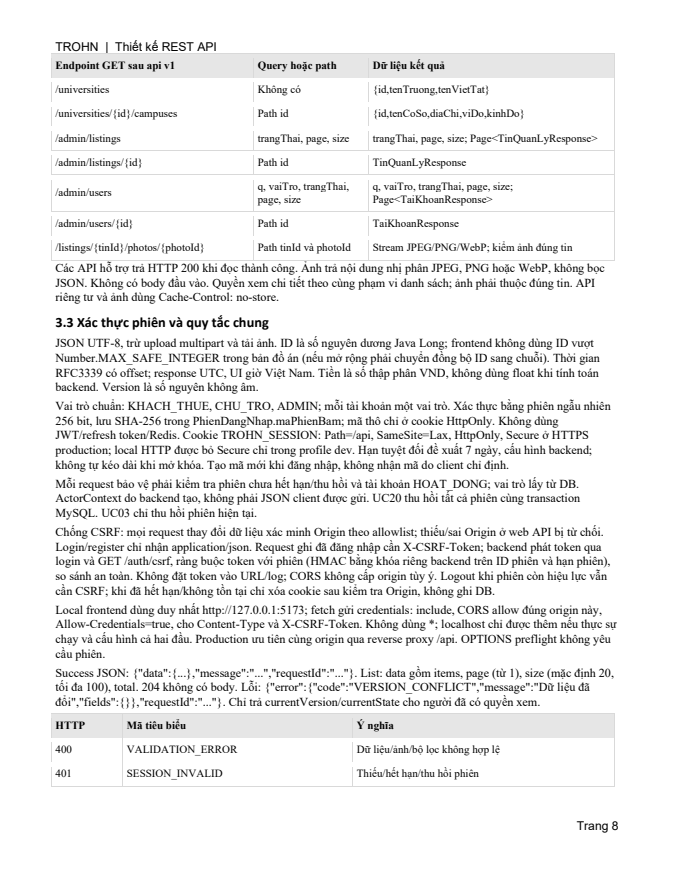 TROHN | Thiết kế REST API
Endpoint GET sau api v1 Query hoặc path Dữ liệu kết quả
/universities Không có {id,tenTruong,tenVietTat}
/universities/{id}/campuses Path id {id,tenCoSo,diaChi,viDo,kinhDo}
/admin/listings trangThai, page, size trangThai, page, size; Page<TinQuanLyResponse>
/admin/listings/{id} Path id TinQuanLyResponse
/admin/users q, vaiTro, trangThai, page, size q, vaiTro, trangThai, page, size; Page<TaiKhoanResponse>
/admin/users/{id} Path id TaiKhoanResponse
/listings/{tinId}/photos/{photoId} Path tinId và photoId Stream JPEG/PNG/WebP; kiểm ảnh đúng tin
Các API hỗ trợ trả HTTP 200 khi đọc thành công. Ảnh trả nội dung nhị phân JPEG, PNG hoặc WebP, không bọc
JSON. Không có body đầu vào. Quyền xem chi tiết theo cùng phạm vi danh sách; ảnh phải thuộc đúng tin. API
riêng tư và ảnh dùng Cache-Control: no-store.
3.3 Xác thực phiên và quy tắc chung
JSON UTF-8, trừ upload multipart và tải ảnh. ID là số nguyên dương Java Long; frontend không dùng ID vượt
Number.MAX_SAFE_INTEGER trong bản đồ án (nếu mở rộng phải chuyển đồng bộ ID sang chuỗi). Thời gian
RFC3339 có offset; response UTC, UI giờ Việt Nam. Tiền là số thập phân VND, không dùng float khi tính toán
backend. Version là số nguyên không âm.
Vai trò chuẩn: KHACH_THUE, CHU_TRO, ADMIN; mỗi tài khoản một vai trò. Xác thực bằng phiên ngẫu nhiên
256 bit, lưu SHA-256 trong PhienDangNhap.maPhienBam; mã thô chỉ ở cookie HttpOnly. Không dùng
JWT/refresh token/Redis. Cookie TROHN_SESSION: Path=/api, SameSite=Lax, HttpOnly, Secure ở HTTPS
production; local HTTP được bỏ Secure chỉ trong profile dev. Hạn tuyệt đối đề xuất 7 ngày, cấu hình backend;
không tự kéo dài khi mở khóa. Tạo mã mới khi đăng nhập, không nhận mã do client chỉ định.
Mỗi request bảo vệ phải kiểm tra phiên chưa hết hạn/thu hồi và tài khoản HOAT_DONG; vai trò lấy từ DB.
ActorContext do backend tạo, không phải JSON client được gửi. UC20 thu hồi tất cả phiên cùng transaction
MySQL. UC03 chỉ thu hồi phiên hiện tại.
Chống CSRF: mọi request thay đổi dữ liệu xác minh Origin theo allowlist; thiếu/sai Origin ở web API bị từ chối.
Login/register chỉ nhận application/json. Request ghi đã đăng nhập cần X-CSRF-Token; backend phát token qua
login và GET /auth/csrf, ràng buộc token với phiên (HMAC bằng khóa riêng backend trên ID phiên và hạn phiên),
so sánh an toàn. Không đặt token vào URL/log; CORS không cấp origin tùy ý. Logout khi phiên còn hiệu lực vẫn
cần CSRF; khi đã hết hạn/không tồn tại chỉ xóa cookie sau kiểm tra Origin, không ghi DB.
Local frontend dùng duy nhất http://127.0.0.1:5173; fetch gửi credentials: include, CORS allow đúng origin này,
Allow-Credentials=true, cho Content-Type và X-CSRF-Token. Không dùng *; localhost chỉ được thêm nếu thực sự
chạy và cấu hình cả hai đầu. Production ưu tiên cùng origin qua reverse proxy /api. OPTIONS preflight không yêu
cầu phiên.
Success JSON: {"data":{...},"message":"...","requestId":"..."}. List: data gồm items, page (từ 1), size (mặc định 20,
tối đa 100), total. 204 không có body. Lỗi: {"error":{"code":"VERSION_CONFLICT","message":"Dữ liệu đã
đổi","fields":{}},"requestId":"..."}. Chỉ trả currentVersion/currentState cho người đã có quyền xem.
HTTP Mã tiêu biểu Ý nghĩa
400 VALIDATION_ERROR Dữ liệu/ảnh/bộ lọc không hợp lệ
401 SESSION_INVALID Thiếu/hết hạn/thu hồi phiên
Trang 8